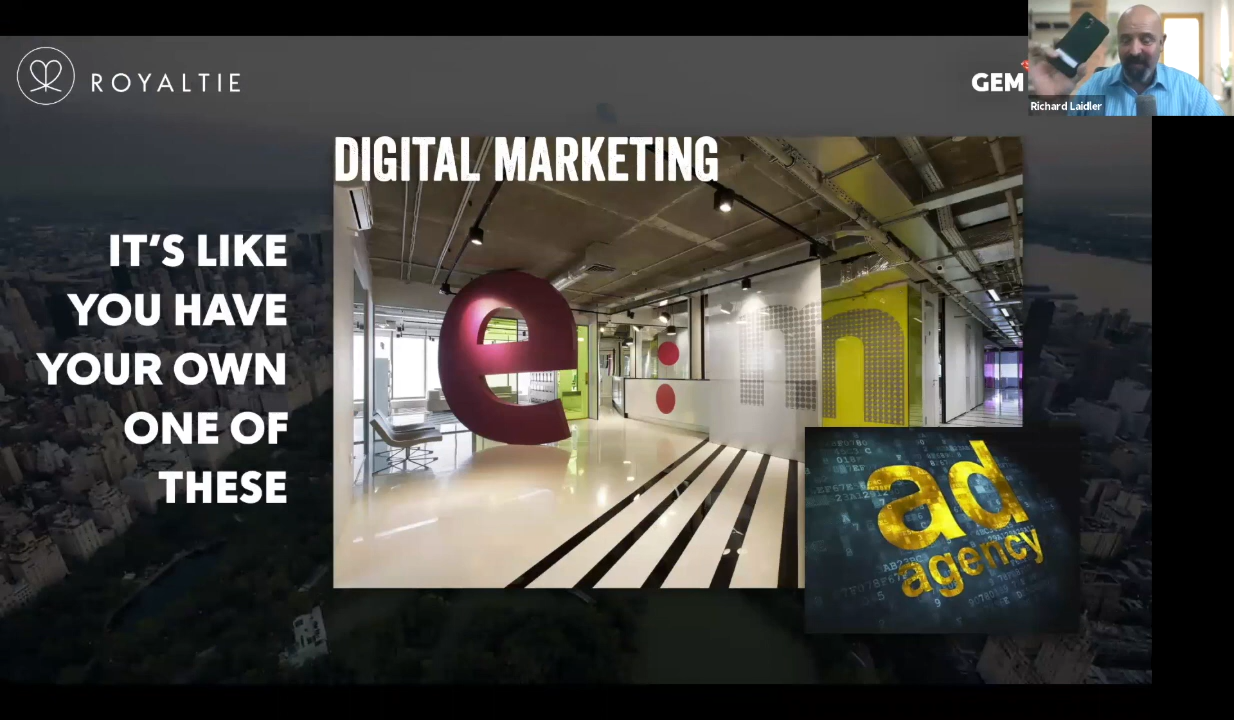 ROYALTIE
GEM
Richard Laidler
DIGITAL MARKETING
IT'S LIKE
YOU HAVE
YOUR OWN
ONE OF
THESE
e
m
n
ad
agency